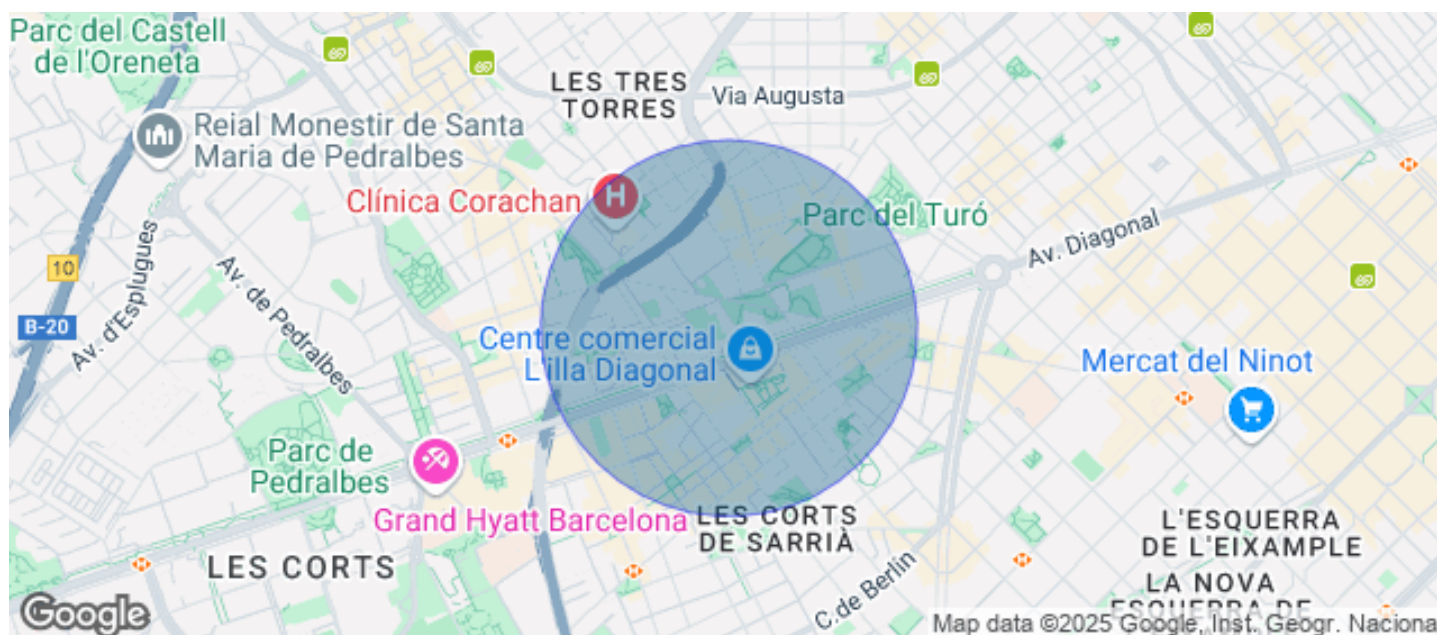 Parc del Castell
de l'Oreneta
LES TRES
TORRES
Via Augusta
Reial Monestir de Santa
Maria de Pedralbes
Clínica Corachan
H
Parc del Turó
Av. Diagonal
10
B-20
Av. d'Esplugues
Av. de Pedralbes
Centre comercial
L'illa Diagonal
Mercat del Ninot
Parc de
Pedralbes
Grand Hyatt Barcelona
LES CORTS
DE SARRIÀ
LES CORTS
L'ESQUERRA
DE L'EIXAMPLE
LA NOVA
ESQUERRA DE
C. de Berlín
Google
Map data ©2025 Google, Inst. Geogr. Naciona